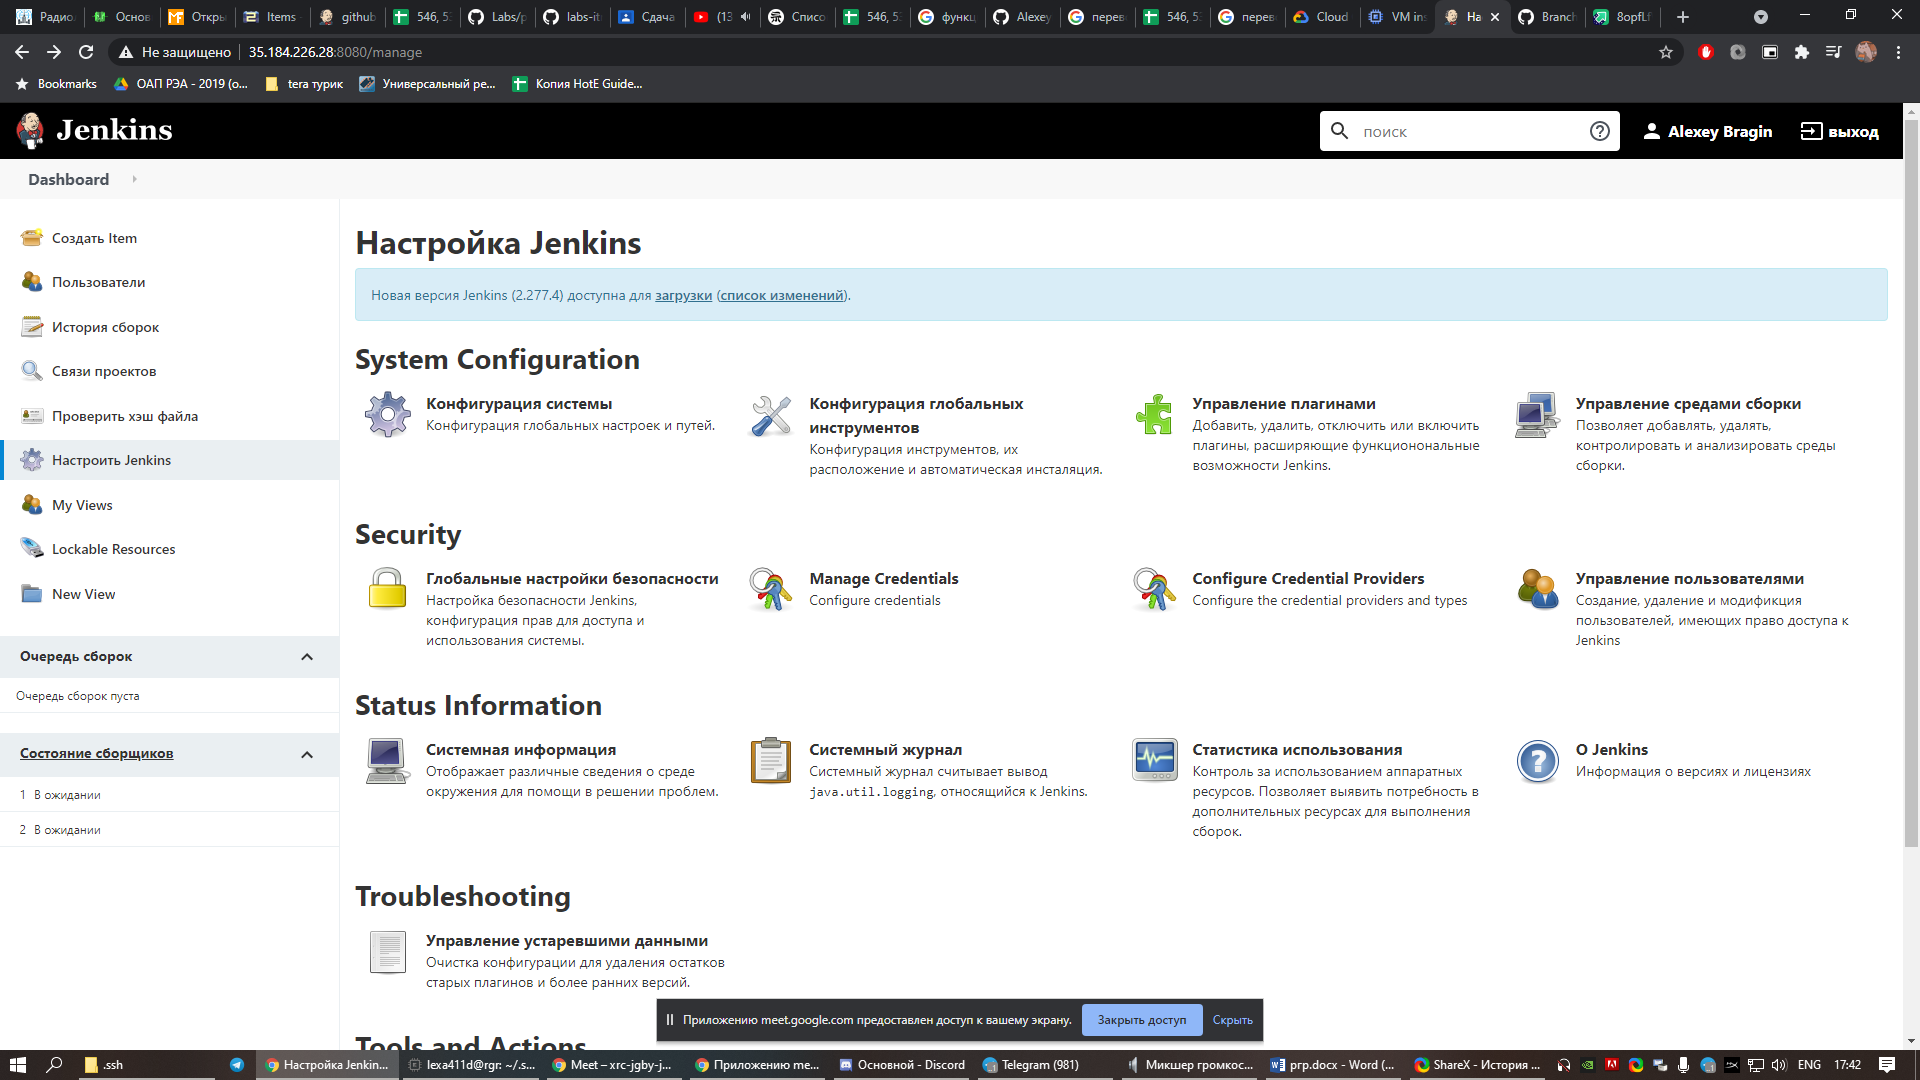 Радио
Основ
Откры
Items
github
546, 53
Labs/p
labs-it
Сдача
(13
Списо
546, 53
функц
Alexey
перев
546, 53
перев
Cloud
VM ins
На
Branch
8opfLf
Не защищено
35.184.226.28:8080/manage
Bookmarks
ОАП РЭА - 2019 (о...
tera турик
Универсальный ре...
Копия HotE Guide...
Jenkins
поиск
Alexey Bragin
выход
Dashboard
Создать Item
Пользователи
История сборок
Связи проектов
Проверить хэш файла
Настроить Jenkins
My Views
Lockable Resources
New View
Очередь сборок
Очередь сборок пуста
Состояние сборщиков
1 В ожидании
2 В ожидании
Настройка Jenkins
Новая версия Jenkins (2.277.4) доступна для загрузки (список изменений).
System Configuration
Конфигурация системы
Конфигурация глобальных настроек и путей.
Конфигурация глобальных
инструментов
Конфигурация инструментов, их
расположение и автоматическая инсталяция.
Управление плагинами
Добавить, удалить, отключить или включить
плагины, расширяющие функциональные
возможности Jenkins.
Управление средами сборки
Позволяет добавлять, удалять,
контролировать и анализировать среды
сборки.
Security
Глобальные настройки безопасности
Настройка безопасности Jenkins,
конфигурация прав для доступа и
использования системы.
Manage Credentials
Configure credentials
Configure Credential Providers
Configure the credential providers and types
Управление пользователями
Создание, удаление и модификция
пользователей, имеющих право доступа к
Jenkins
Status Information
Системная информация
Отображает различные сведения о среде
окружения для помощи в решении проблем.
Системный журнал
Системный журнал считывает вывод
java.util.logging, относящийся к Jenkins.
Статистика использования
Контроль за использованием аппаратных
ресурсов. Позволяет выявить потребность в
дополнительных ресурсах для выполнения
сборок.
О Jenkins
Информация о версиях и лицензиях
Troubleshooting
Управление устаревшими данными
Очистка конфигурации для удаления остатков
старых плагинов и более ранних версий.
Tools and Actions
Приложению meet.google.com предоставлен доступ к вашему экрану.
Закрыть доступ
Скрыть
.ssh
Настройка Jenkin...
lexa411d@rgr: ~/.s...
Meet – xrc-jgby-j...
Приложению me...
Основной - Discord
Telegram (981)
Микшер громкос...
prp.docx - Word (...
ShareX - История ...
ENG
17:42